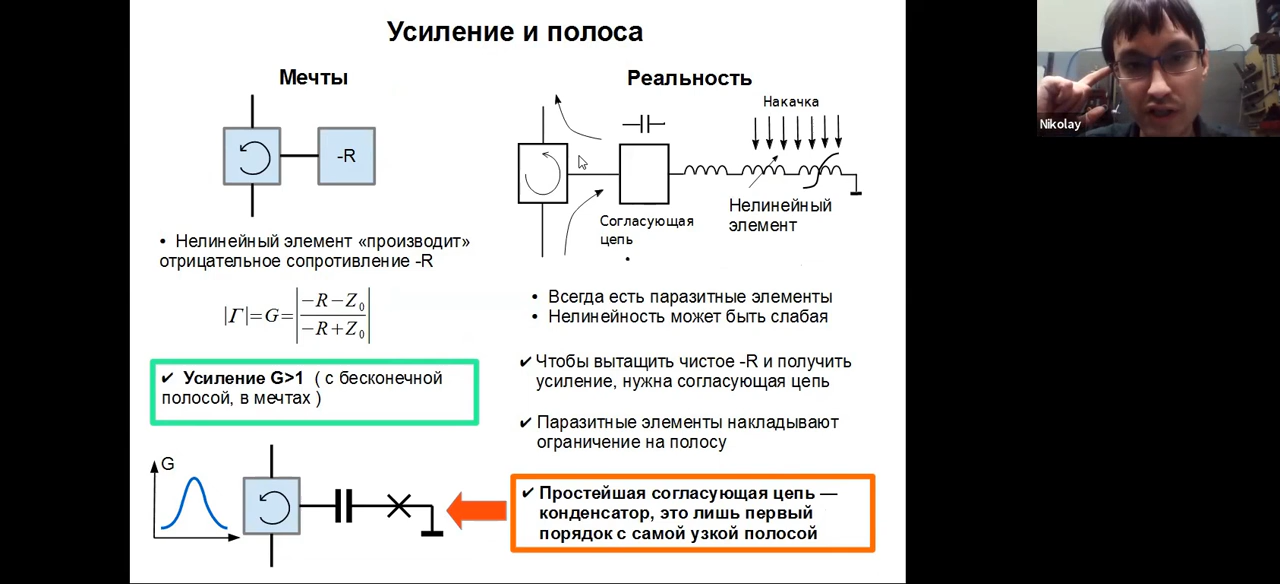 Усиление и полоса
Мечты
-R
• Нелинейный элемент «производит»
отрицательное сопротивление -R
|Γ|=G=|(−R−Z₀)/(−R+Z₀)|
✔ Усиление G>1 ( с бесконечной
полосой, в мечтах )
G
Реальность
Накачка
Согласующая
цепь
Нелинейный
элемент
• Всегда есть паразитные элементы
• Нелинейность может быть слабая
✔ Чтобы вытащить чистое -R и получить
усиление, нужна согласующая цепь
✔ Паразитные элементы накладывают
ограничение на полосу
✔ Простейшая согласующая цепь —
конденсатор, это лишь первый
порядок с самой узкой полосой
Nikolay